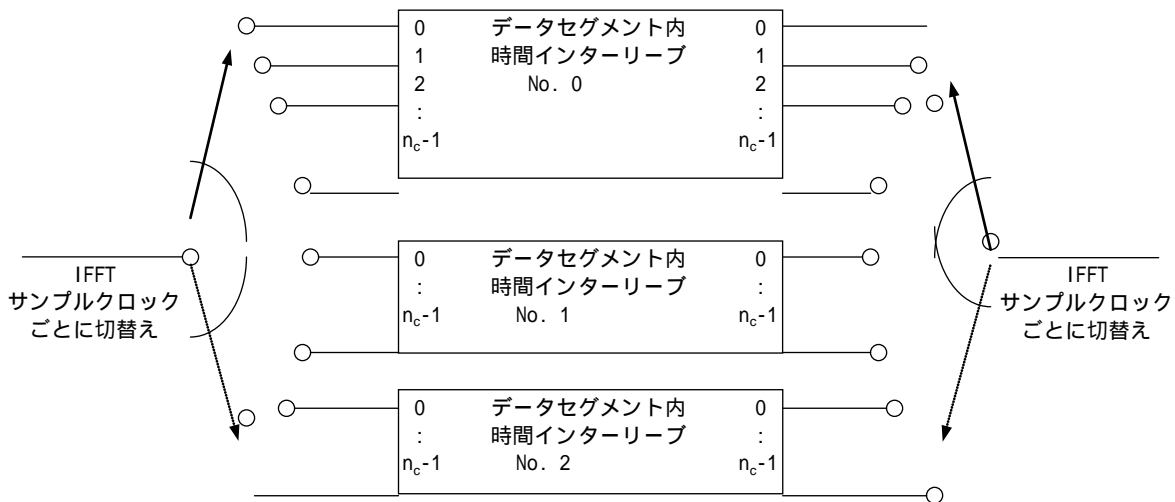 0 データセグメント内 0
1 時間インターリーブ 1
2 No. 0 2
: :
nc-1 nc-1
IFFT
サンプルクロック
ごとに切替え
0 データセグメント内 0
: 時間インターリーブ :
nc-1 No. 1 nc-1
IFFT
サンプルクロック
ごとに切替え
0 データセグメント内 0
: 時間インターリーブ :
nc-1 No. 2 nc-1